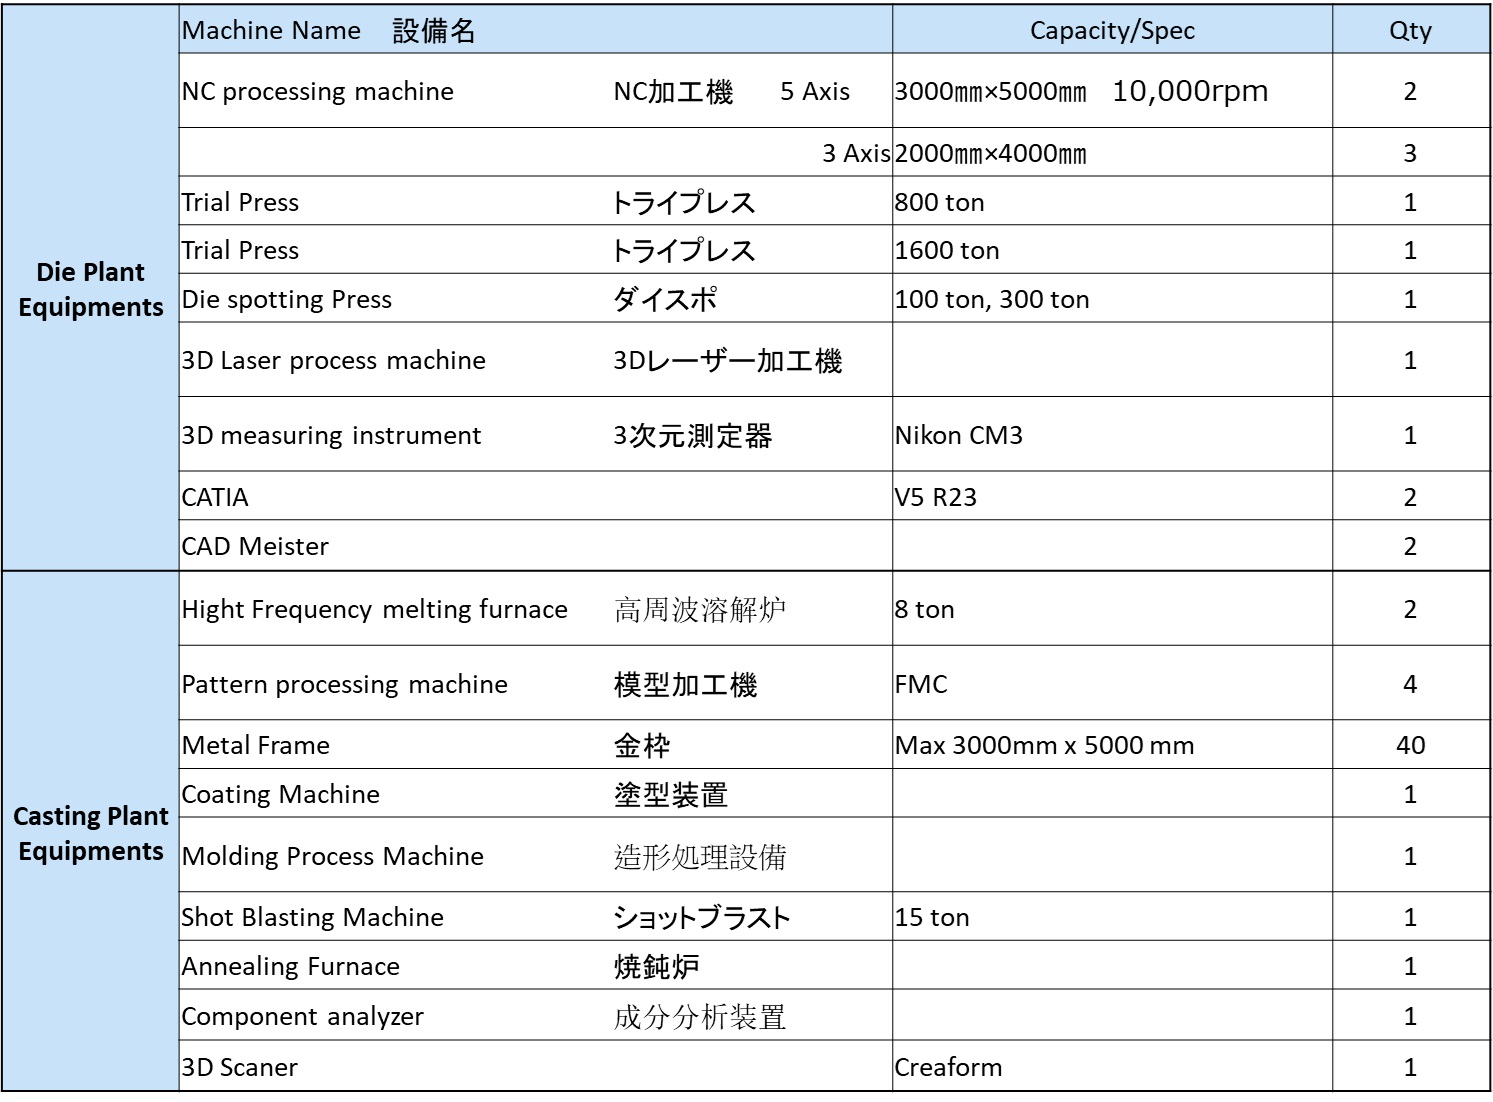 Machine Name 設備名 Capacity/Spec Qty
Die Plant
Equipments
NC processing machine NC加工機 5 Axis 3000㎜×5000㎜ 10,000rpm 2
3 Axis 2000㎜×4000㎜ 3
Trial Press トライプレス 800 ton 1
Trial Press トライプレス 1600 ton 1
Die spotting Press ダイスポ 100 ton, 300 ton 1
3D Laser process machine 3Dレーザー加工機 1
3D measuring instrument 3次元測定器 Nikon CM3 1
CATIA V5 R23 2
CAD Meister 2
Casting Plant
Equipments
Hight Frequency melting furnace 高周波溶解炉 8 ton 2
Pattern processing machine 模型加工機 FMC 4
Metal Frame 金枠 Max 3000mm x 5000 mm 40
Coating Machine 塗型装置 1
Molding Process Machine 造形処理設備 1
Shot Blasting Machine ショットブラスト 15 ton 1
Annealing Furnace 焼鈍炉 1
Component analyzer 成分分析装置 1
3D Scaner Creaform 1